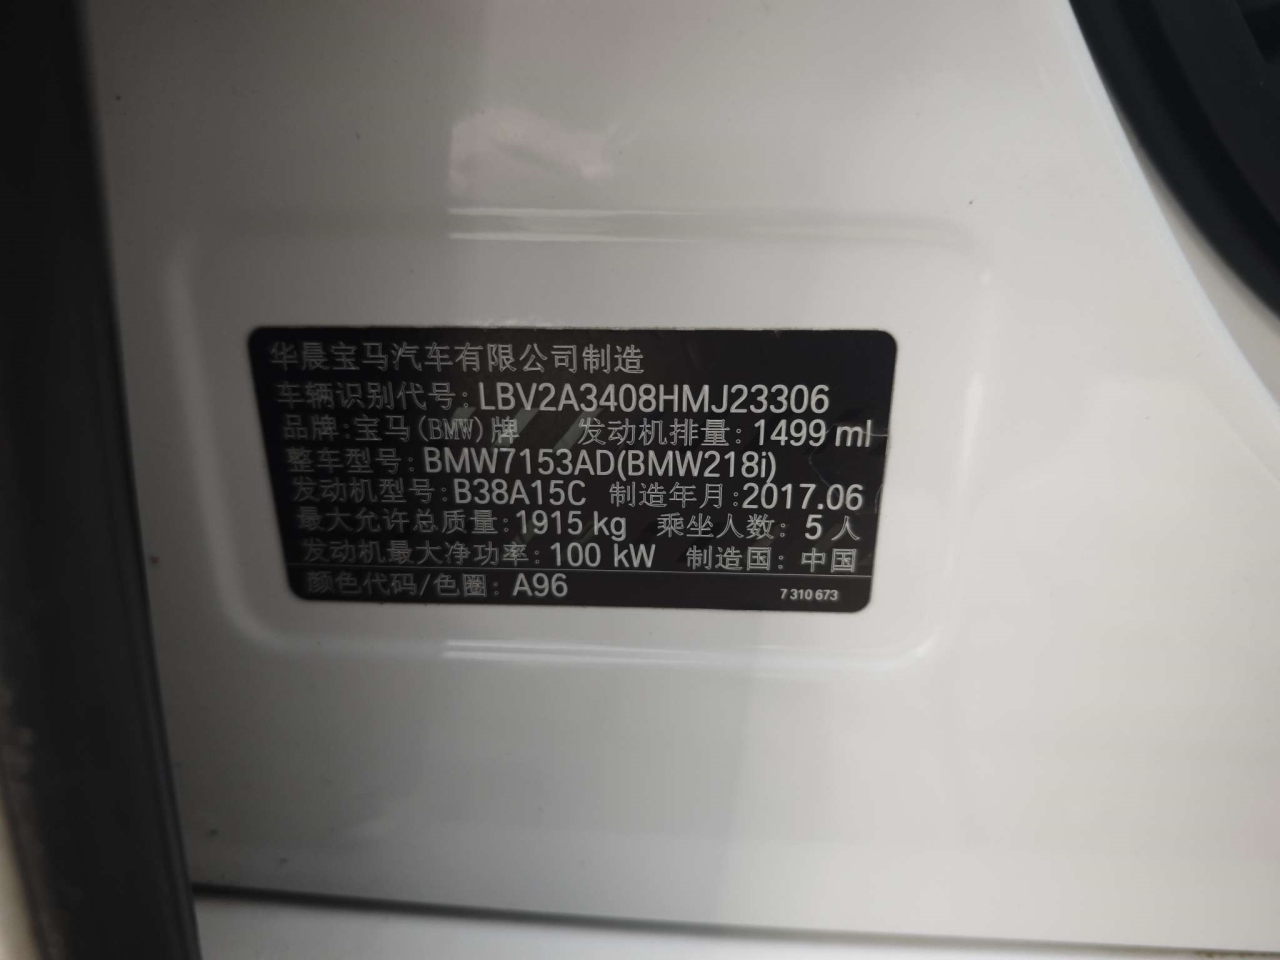 华晨宝马汽车有限公司制造
车辆识别代号: LBV2A3408HMJ23306
品牌: 宝马(BMW)牌 发动机排量: 1499 ml
整车型号: BMW7153AD(BMW218i)
发动机型号: B38A15C 制造年月: 2017.06
最大允许总质量: 1915 kg 乘坐人数: 5 人
发动机最大净功率: 100 kW 制造国: 中国
颜色代码/色圈: A96 7 310 673